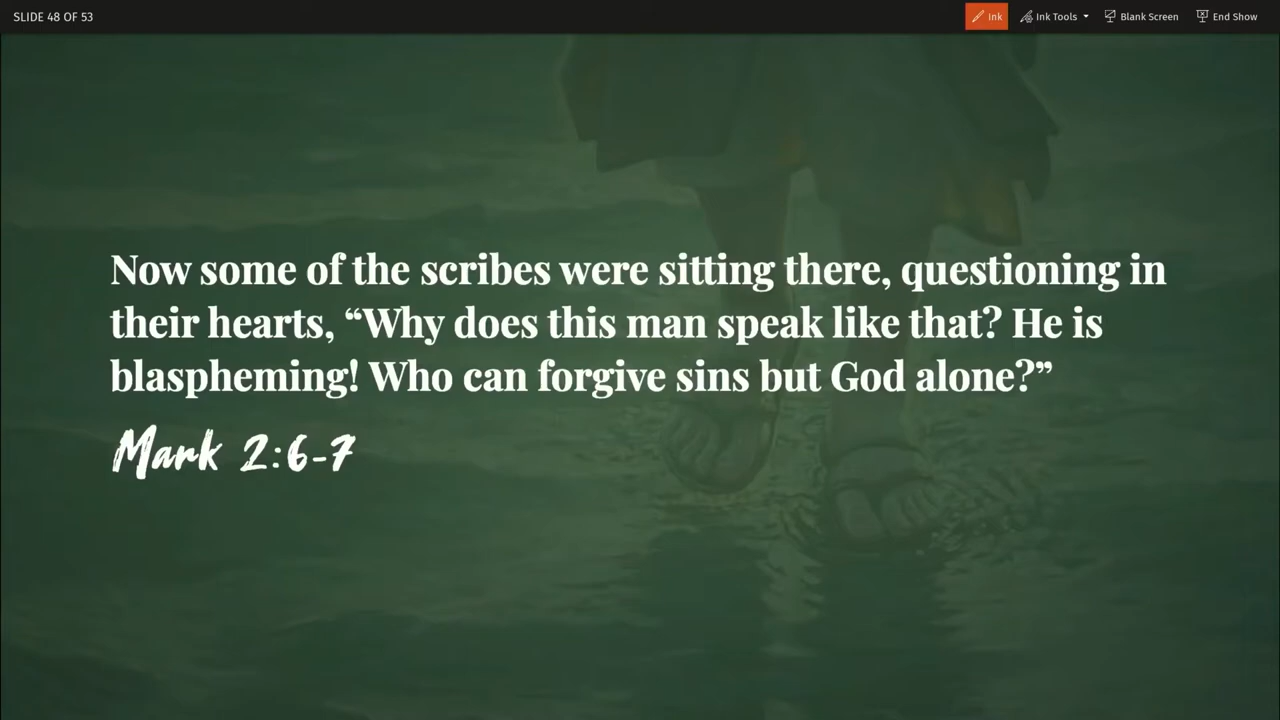 SLIDE 48 OF 53
Ink
Ink Tools
Blank Screen
End Show
Now some of the scribes were sitting there, questioning in
their hearts, “Why does this man speak like that? He is
blaspheming! Who can forgive sins but God alone?”
Mark 2:6-7